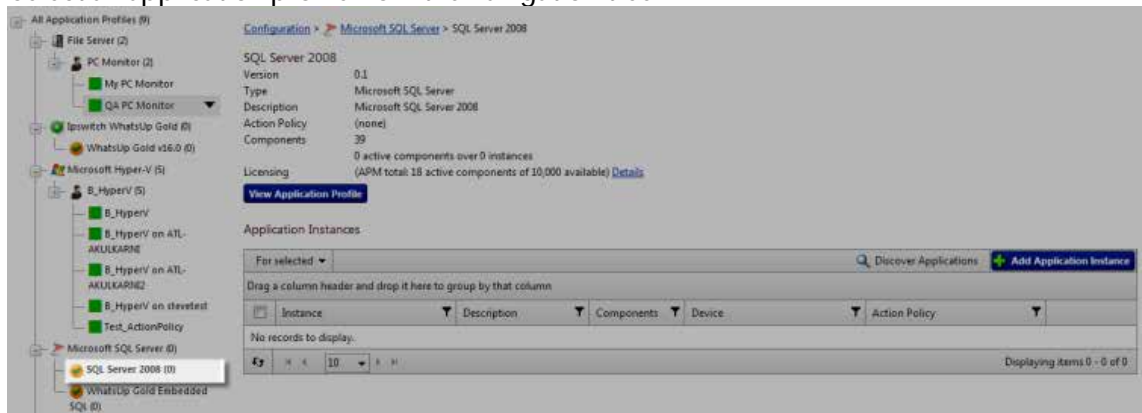 All Application Profiles (9)
File Server (2)
PC Monitor (2)
My PC Monitor
QA PC Monitor
Ipswitch WhatsUp Gold (0)
WhatsUp Gold v16.0 (0)
Microsoft Hyper-V (5)
B_HyperV (5)
B_HyperV
B_HyperV on ATL-
AKULKARNI
B_HyperV on ATL-
AKULKARNI2
B_HyperV on stevetest
Test_ActionPolicy
Microsoft SQL Server (0)
SQL Server 2008 (0)
WhatsUp Gold Embedded
SQL (0)
Configuration > Microsoft SQL Server > SQL Server 2008
SQL Server 2008
Version 0.1
Type Microsoft SQL Server
Description Microsoft SQL Server 2008
Action Policy (none)
Components 39
0 active components over 0 instances
Licensing (APM total: 18 active components of 10,000 available) Details
View Application Profile
Application Instances
For selected Discover Applications Add Application Instance
Drag a column header and drop it here to group by that column
Instance Description Components Device Action Policy
No records to display.
10 Displaying items 0 - 0 of 0